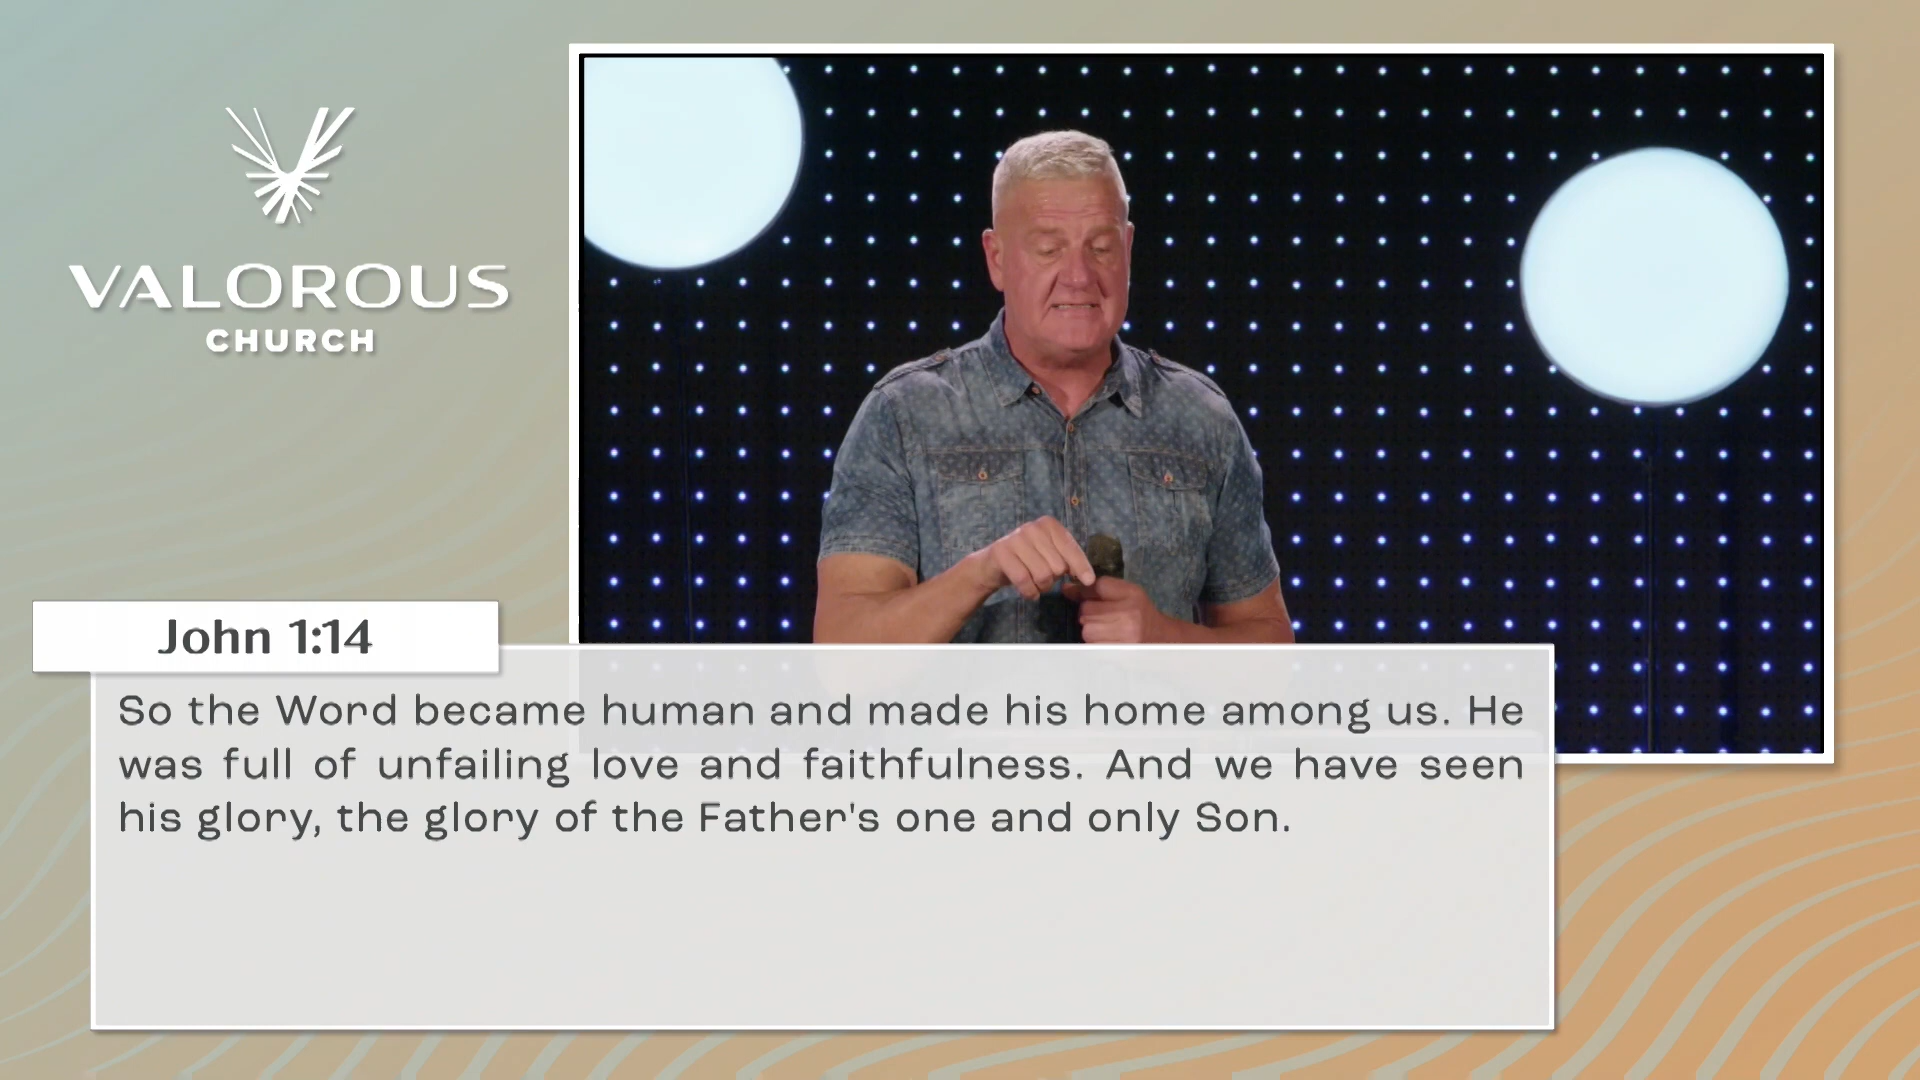 VALOROUS
CHURCH
John 1:14
So the Word became human and made his home among us. He
was full of unfailing love and faithfulness. And we have seen
his glory, the glory of the Father's one and only Son.